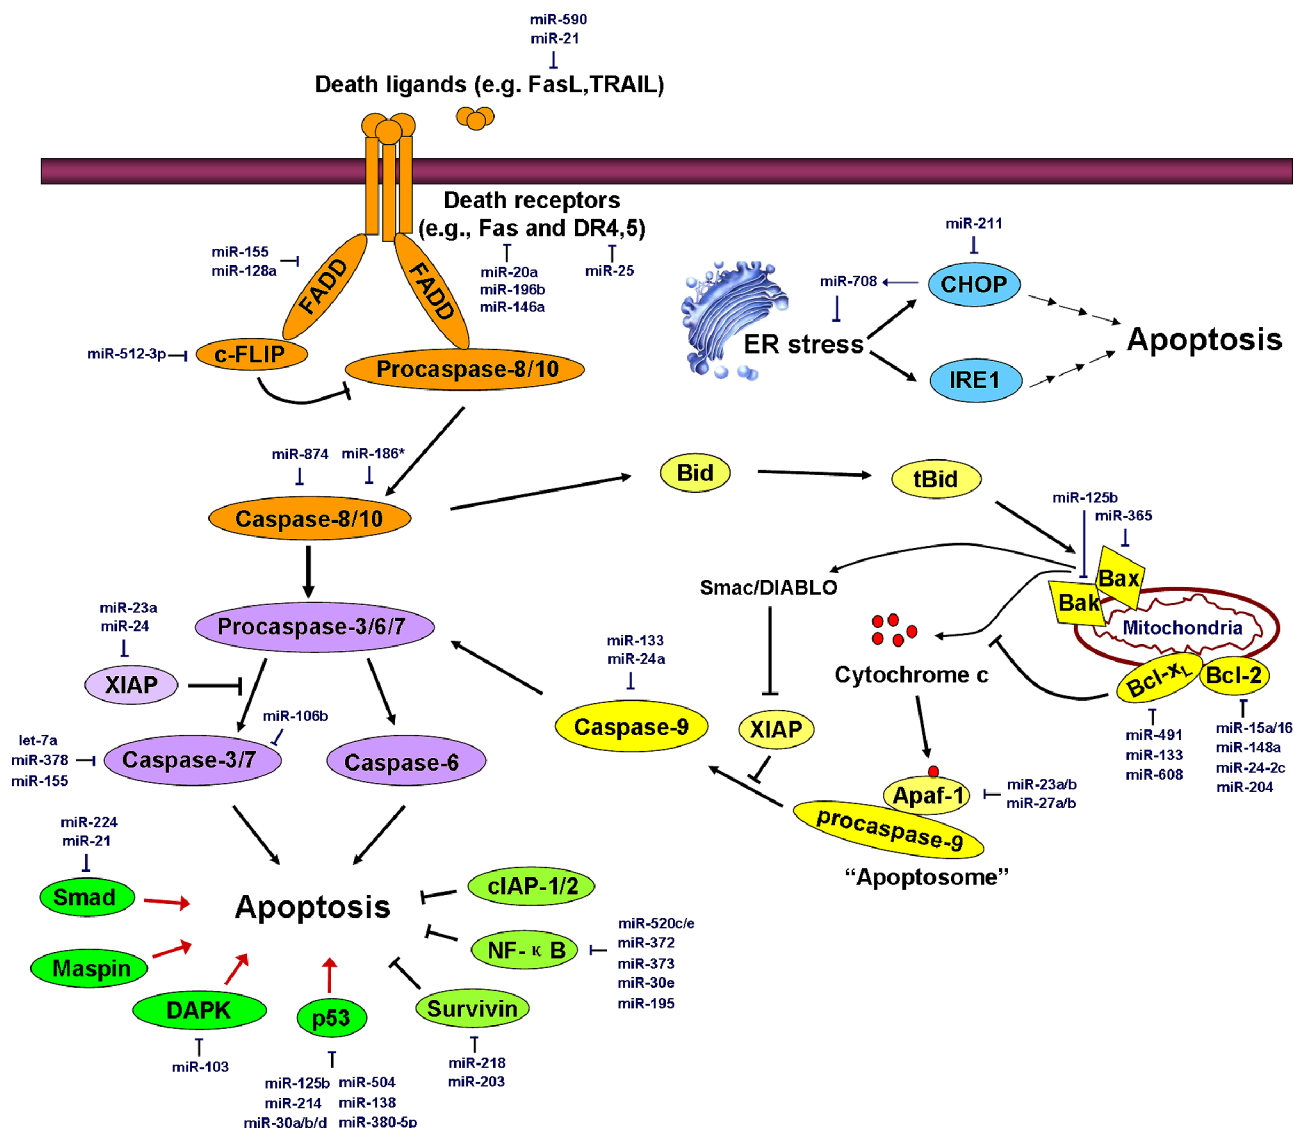 miR-590
miR-21
Death ligands (e.g. FasL,TRAIL)
Death receptors
(e.g., Fas and DR4,5)
miR-155
miR-128a
FADD
FADD
miR-20a
miR-196b
miR-146a
miR-25
miR-512-3p
c-FLIP
Procaspase-8/10
miR-211
miR-708
CHOP
ER stress
IRE1
Apoptosis
miR-874
miR-186*
Caspase-8/10
Bid
tBid
miR-125b
miR-365
Bax
Bak
Smac/DIABLO
Mitochondria
Cytochrome c
Bcl-xL
Bcl-2
miR-491
miR-133
miR-608
miR-15a/16
miR-148a
miR-24-2c
miR-204
miR-23a
miR-24
Procaspase-3/6/7
XIAP
miR-133
miR-24a
Caspase-9
XIAP
miR-106b
let-7a
miR-378
miR-155
Caspase-3/7
Caspase-6
Apaf-1
miR-23a/b
miR-27a/b
procaspase-9
“Apoptosome”
miR-224
miR-21
Smad
Apoptosis
cIAP-1/2
Maspin
NF-κB
miR-520c/e
miR-372
miR-373
miR-30e
miR-195
DAPK
p53
Survivin
miR-103
miR-125b
miR-214
miR-30a/b/d
miR-504
miR-138
miR-380-5p
miR-218
miR-203